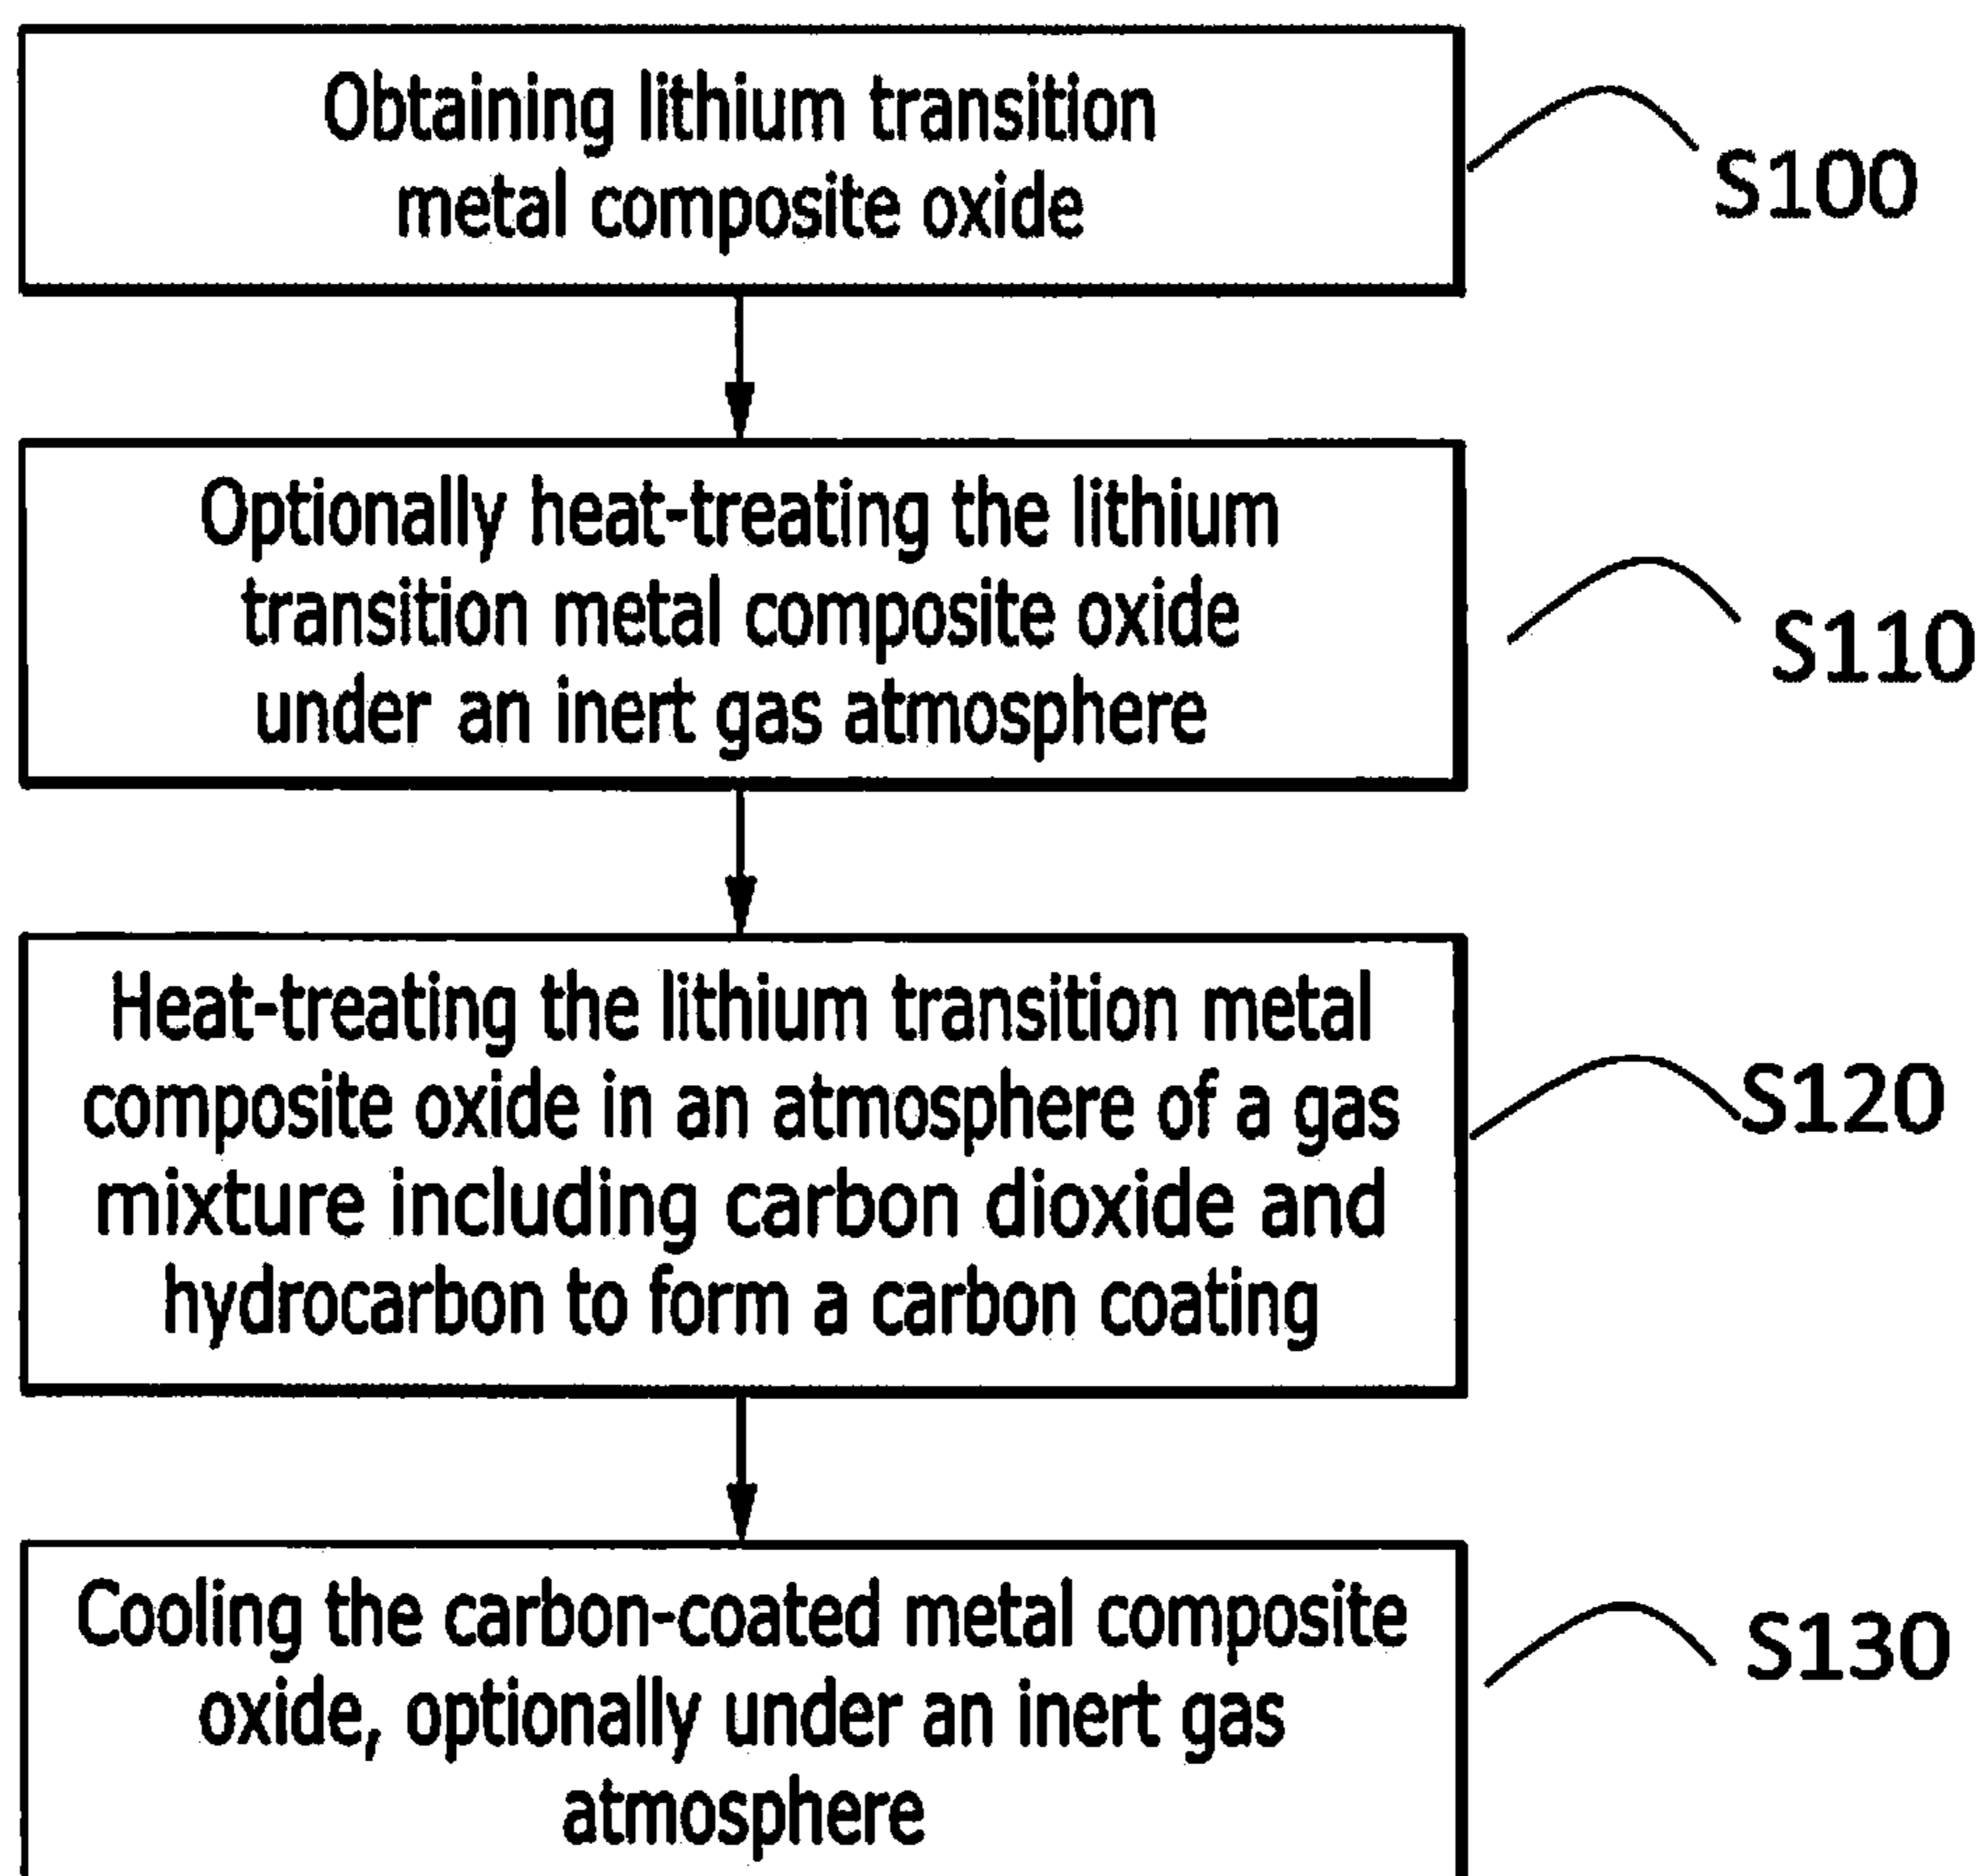 Obtaining lithium transition
metal composite oxide
S100
Optionally heat-treating the lithium
transition metal composite oxide
under an inert gas atmosphere
S110
Heat-treating the lithium transition metal
composite oxide in an atmosphere of a gas
mixture including carbon dioxide and
hydrocarbon to form a carbon coating
S120
Cooling the carbon-coated metal composite
oxide, optionally under an inert gas
atmosphere
S130